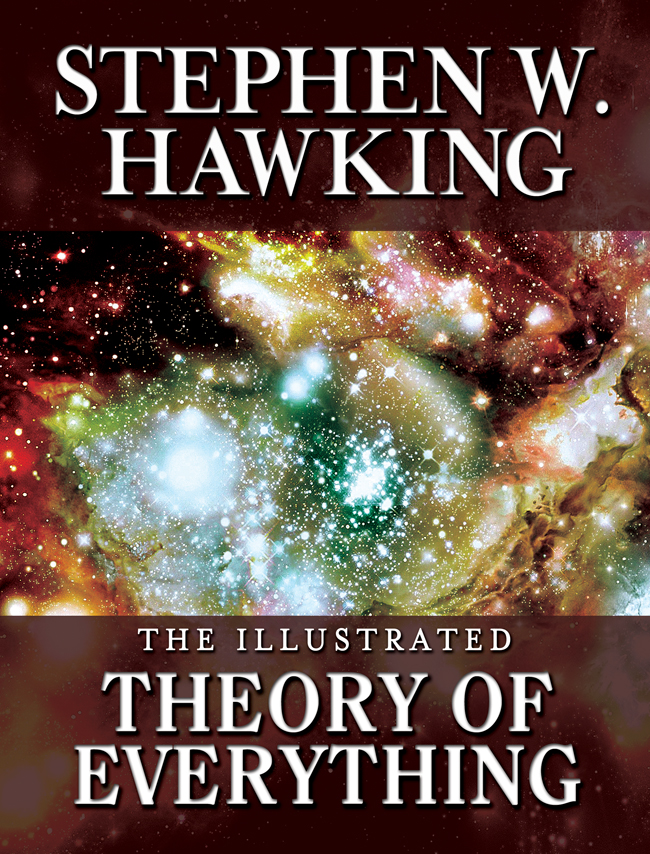 STEPHEN W.
HAWKING
THE ILLUSTRATED
THEORY OF
EVERYTHING